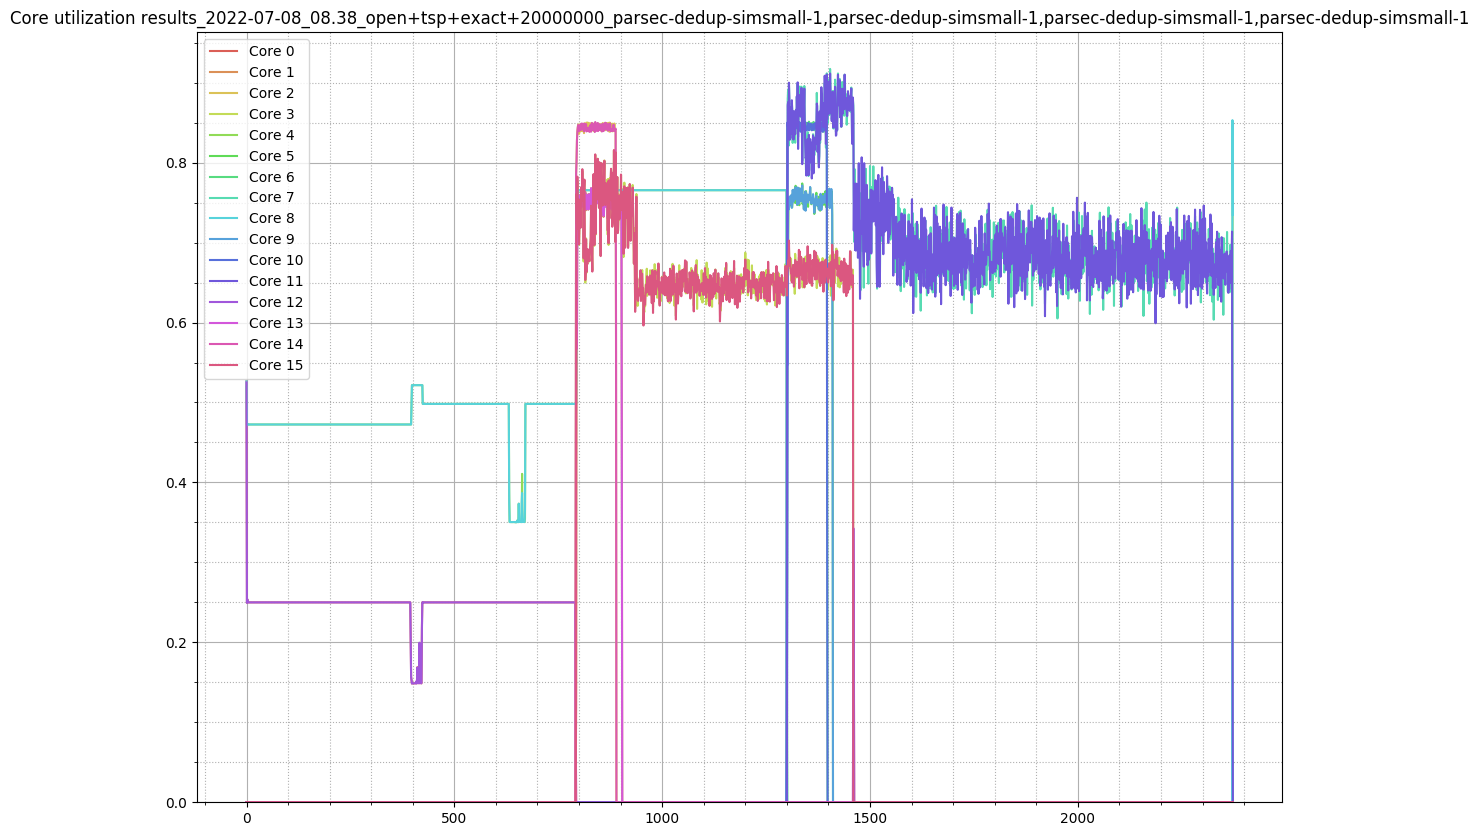 Core utilization results_2022-07-08_08.38_open+tsp+exact+20000000_parsec-dedup-simsmall-1,parsec-dedup-simsmall-1,parsec-dedup-simsmall-1,parsec-dedup-simsmall-1
Core 0
Core 1
Core 2
Core 3
Core 4
Core 5
Core 6
Core 7
Core 8
Core 9
Core 10
Core 11
Core 12
Core 13
Core 14
Core 15
0.8
0.6
0.4
0.2
0.0
0 500 1000 1500 2000